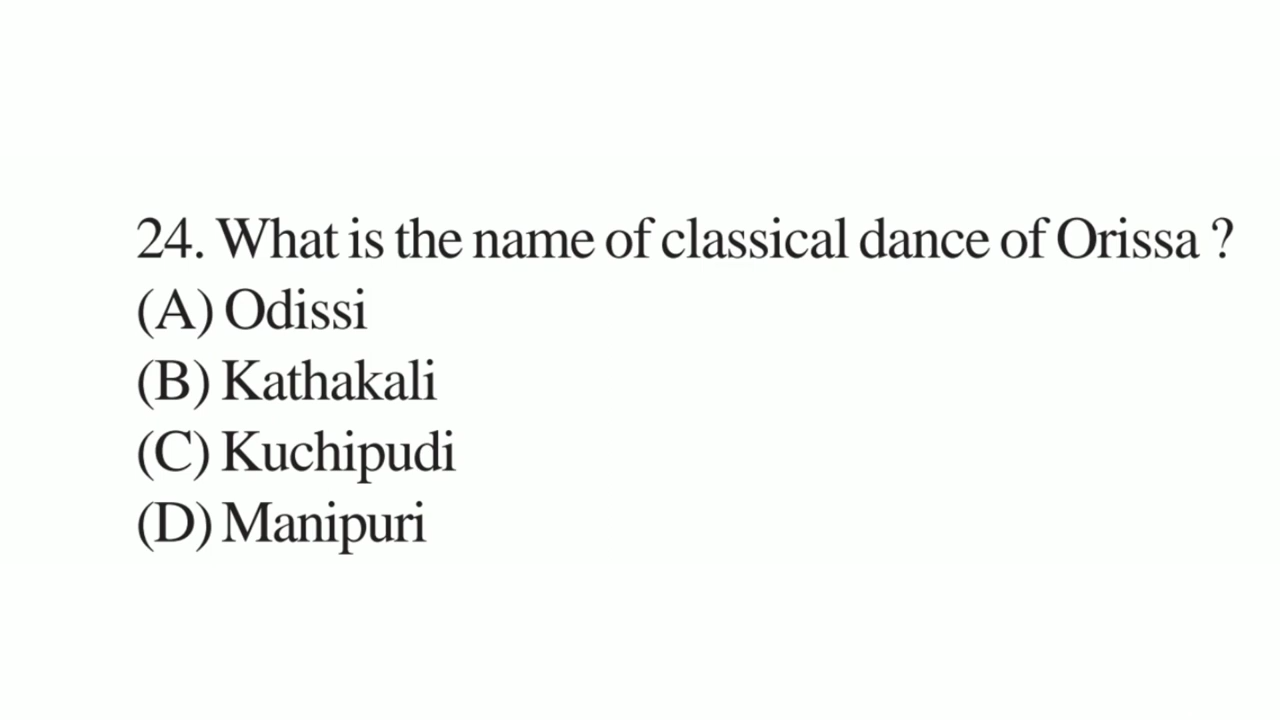 24. What is the name of classical dance of Orissa ?
(A) Odissi
(B) Kathakali
(C) Kuchipudi
(D) Manipuri